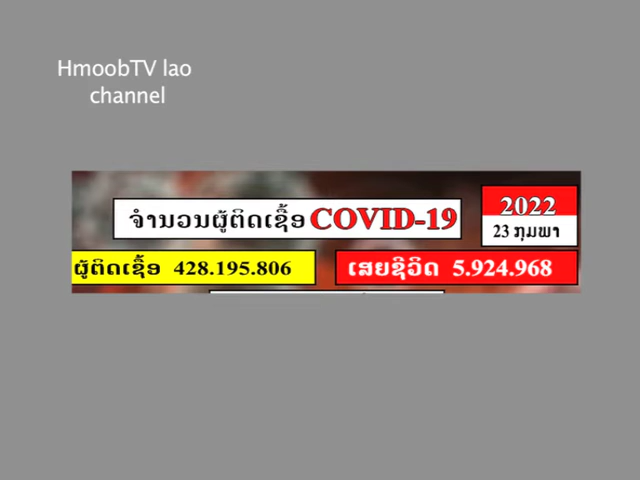 HmoobTV lao
channel
ຈຳນວນຜູ້ຕິດເຊື້ອ COVID-19
2022
23 ກຸມພາ
ຜູ້ຕິດເຊື້ອ 428.195.806
ເສຍຊີວິດ 5.924.968